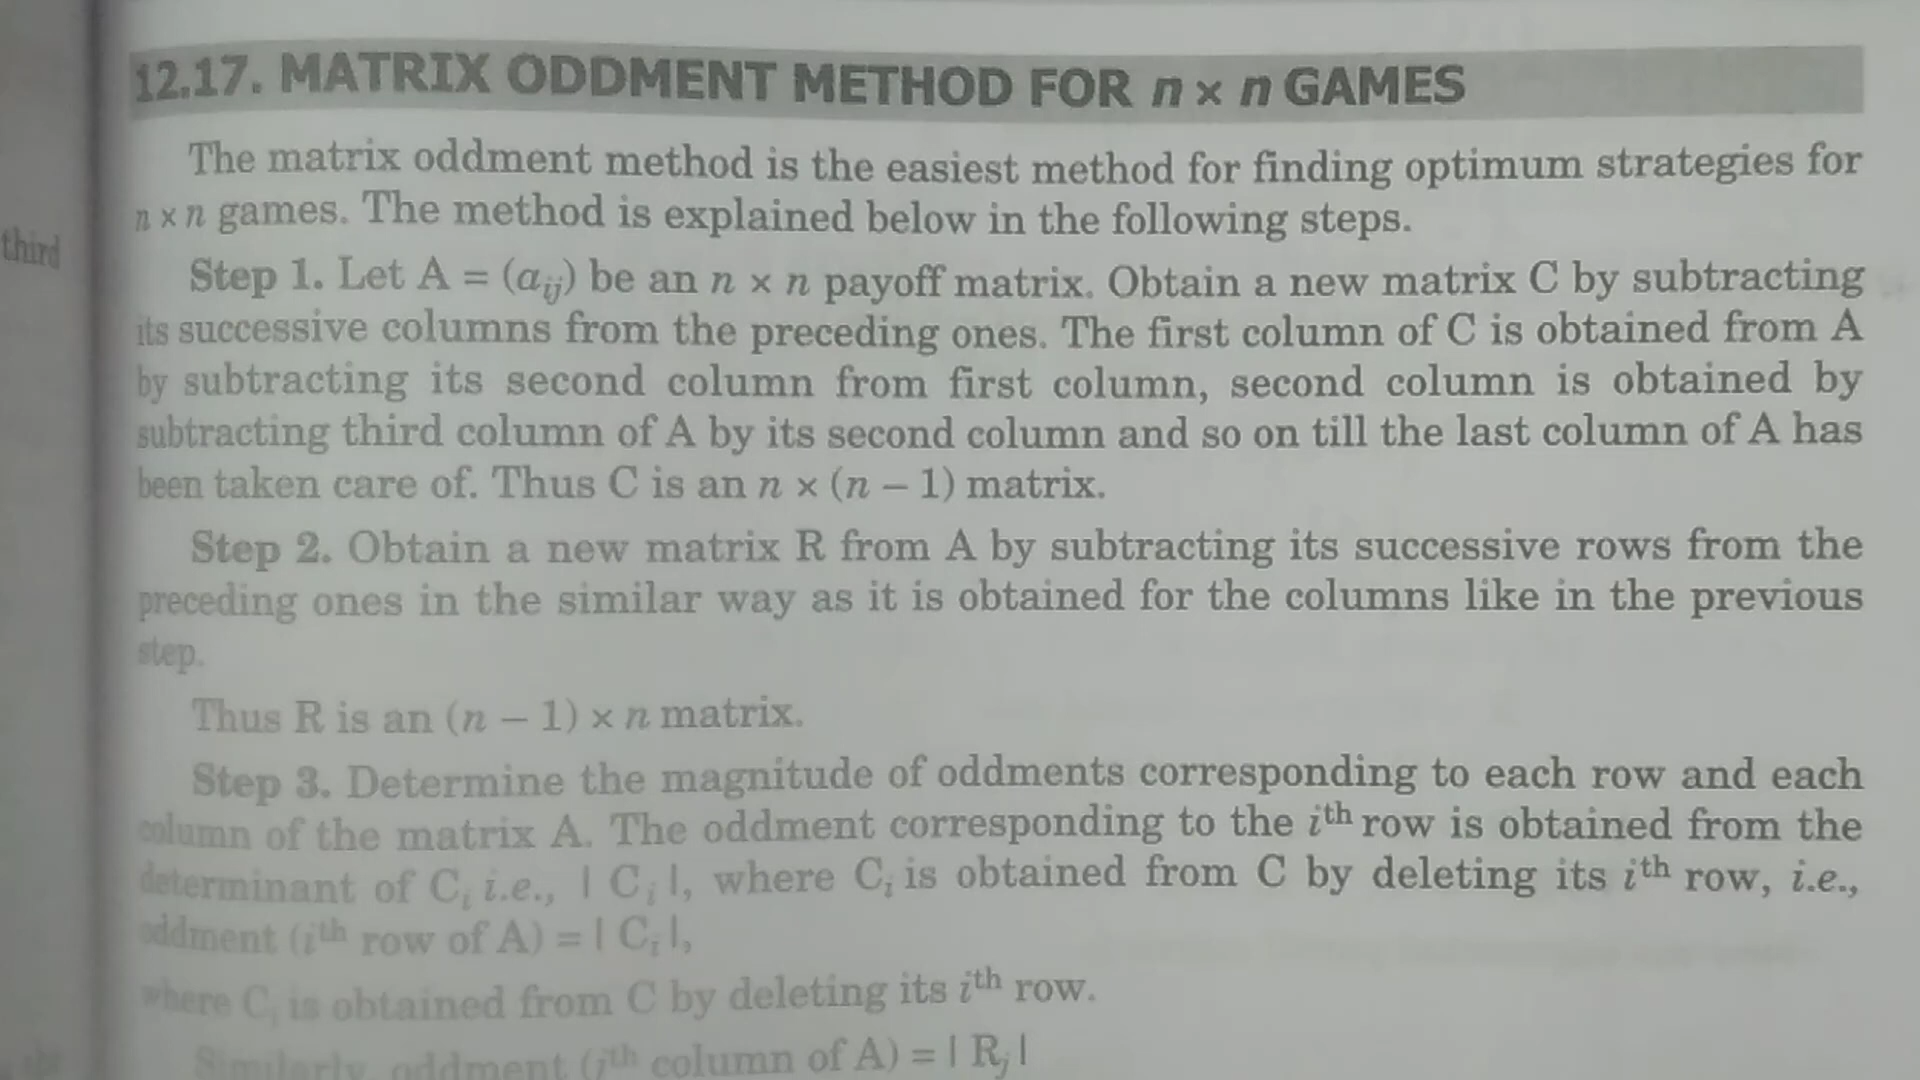 12.17. MATRIX ODDMENT METHOD FOR n × n GAMES
The matrix oddment method is the easiest method for finding optimum strategies for
n × n games. The method is explained below in the following steps.
third
Step 1. Let A = (aᵢⱼ) be an n × n payoff matrix. Obtain a new matrix C by subtracting
its successive columns from the preceding ones. The first column of C is obtained from A
by subtracting its second column from first column, second column is obtained by
subtracting third column of A by its second column and so on till the last column of A has
been taken care of. Thus C is an n × (n – 1) matrix.
Step 2. Obtain a new matrix R from A by subtracting its successive rows from the
preceding ones in the similar way as it is obtained for the columns like in the previous
step.
Thus R is an (n – 1) × n matrix.
Step 3. Determine the magnitude of oddments corresponding to each row and each
column of the matrix A. The oddment corresponding to the iᵗʰ row is obtained from the
determinant of Cᵢ i.e., | Cᵢ |, where Cᵢ is obtained from C by deleting its iᵗʰ row, i.e.,
oddment (iᵗʰ row of A) = | Cᵢ |,
where Cᵢ is obtained from C by deleting its iᵗʰ row.
Similarly, oddment (jᵗʰ column of A) = | Rⱼ |